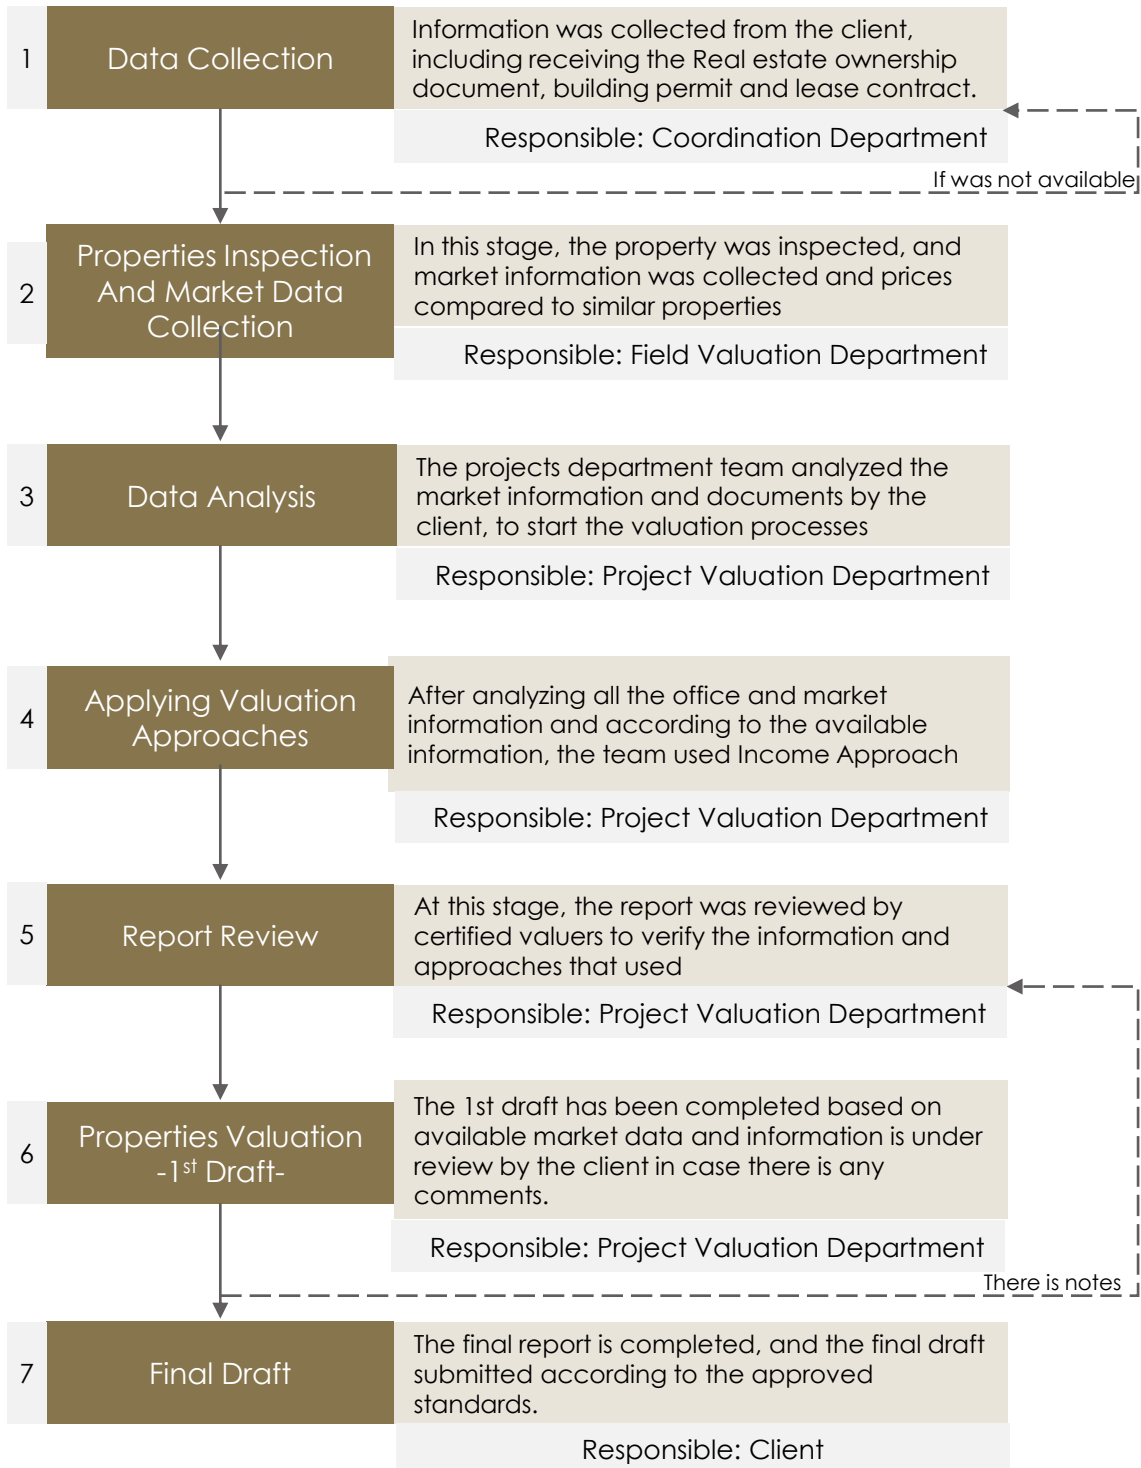 1
Data Collection
Information was collected from the client,
including receiving the Real estate ownership
document, building permit and lease contract.
Responsible: Coordination Department
If was not available
2
Properties Inspection
And Market Data
Collection
In this stage, the property was inspected, and
market information was collected and prices
compared to similar properties
Responsible: Field Valuation Department
3
Data Analysis
The projects department team analyzed the
market information and documents by the
client, to start the valuation processes
Responsible: Project Valuation Department
4
Applying Valuation
Approaches
After analyzing all the office and market
information and according to the available
information, the team used Income Approach
Responsible: Project Valuation Department
5
Report Review
At this stage, the report was reviewed by
certified valuers to verify the information and
approaches that used
Responsible: Project Valuation Department
6
Properties Valuation
-1st Draft-
The 1st draft has been completed based on
available market data and information is under
review by the client in case there is any
comments.
Responsible: Project Valuation Department
There is notes
7
Final Draft
The final report is completed, and the final draft
submitted according to the approved
standards.
Responsible: Client